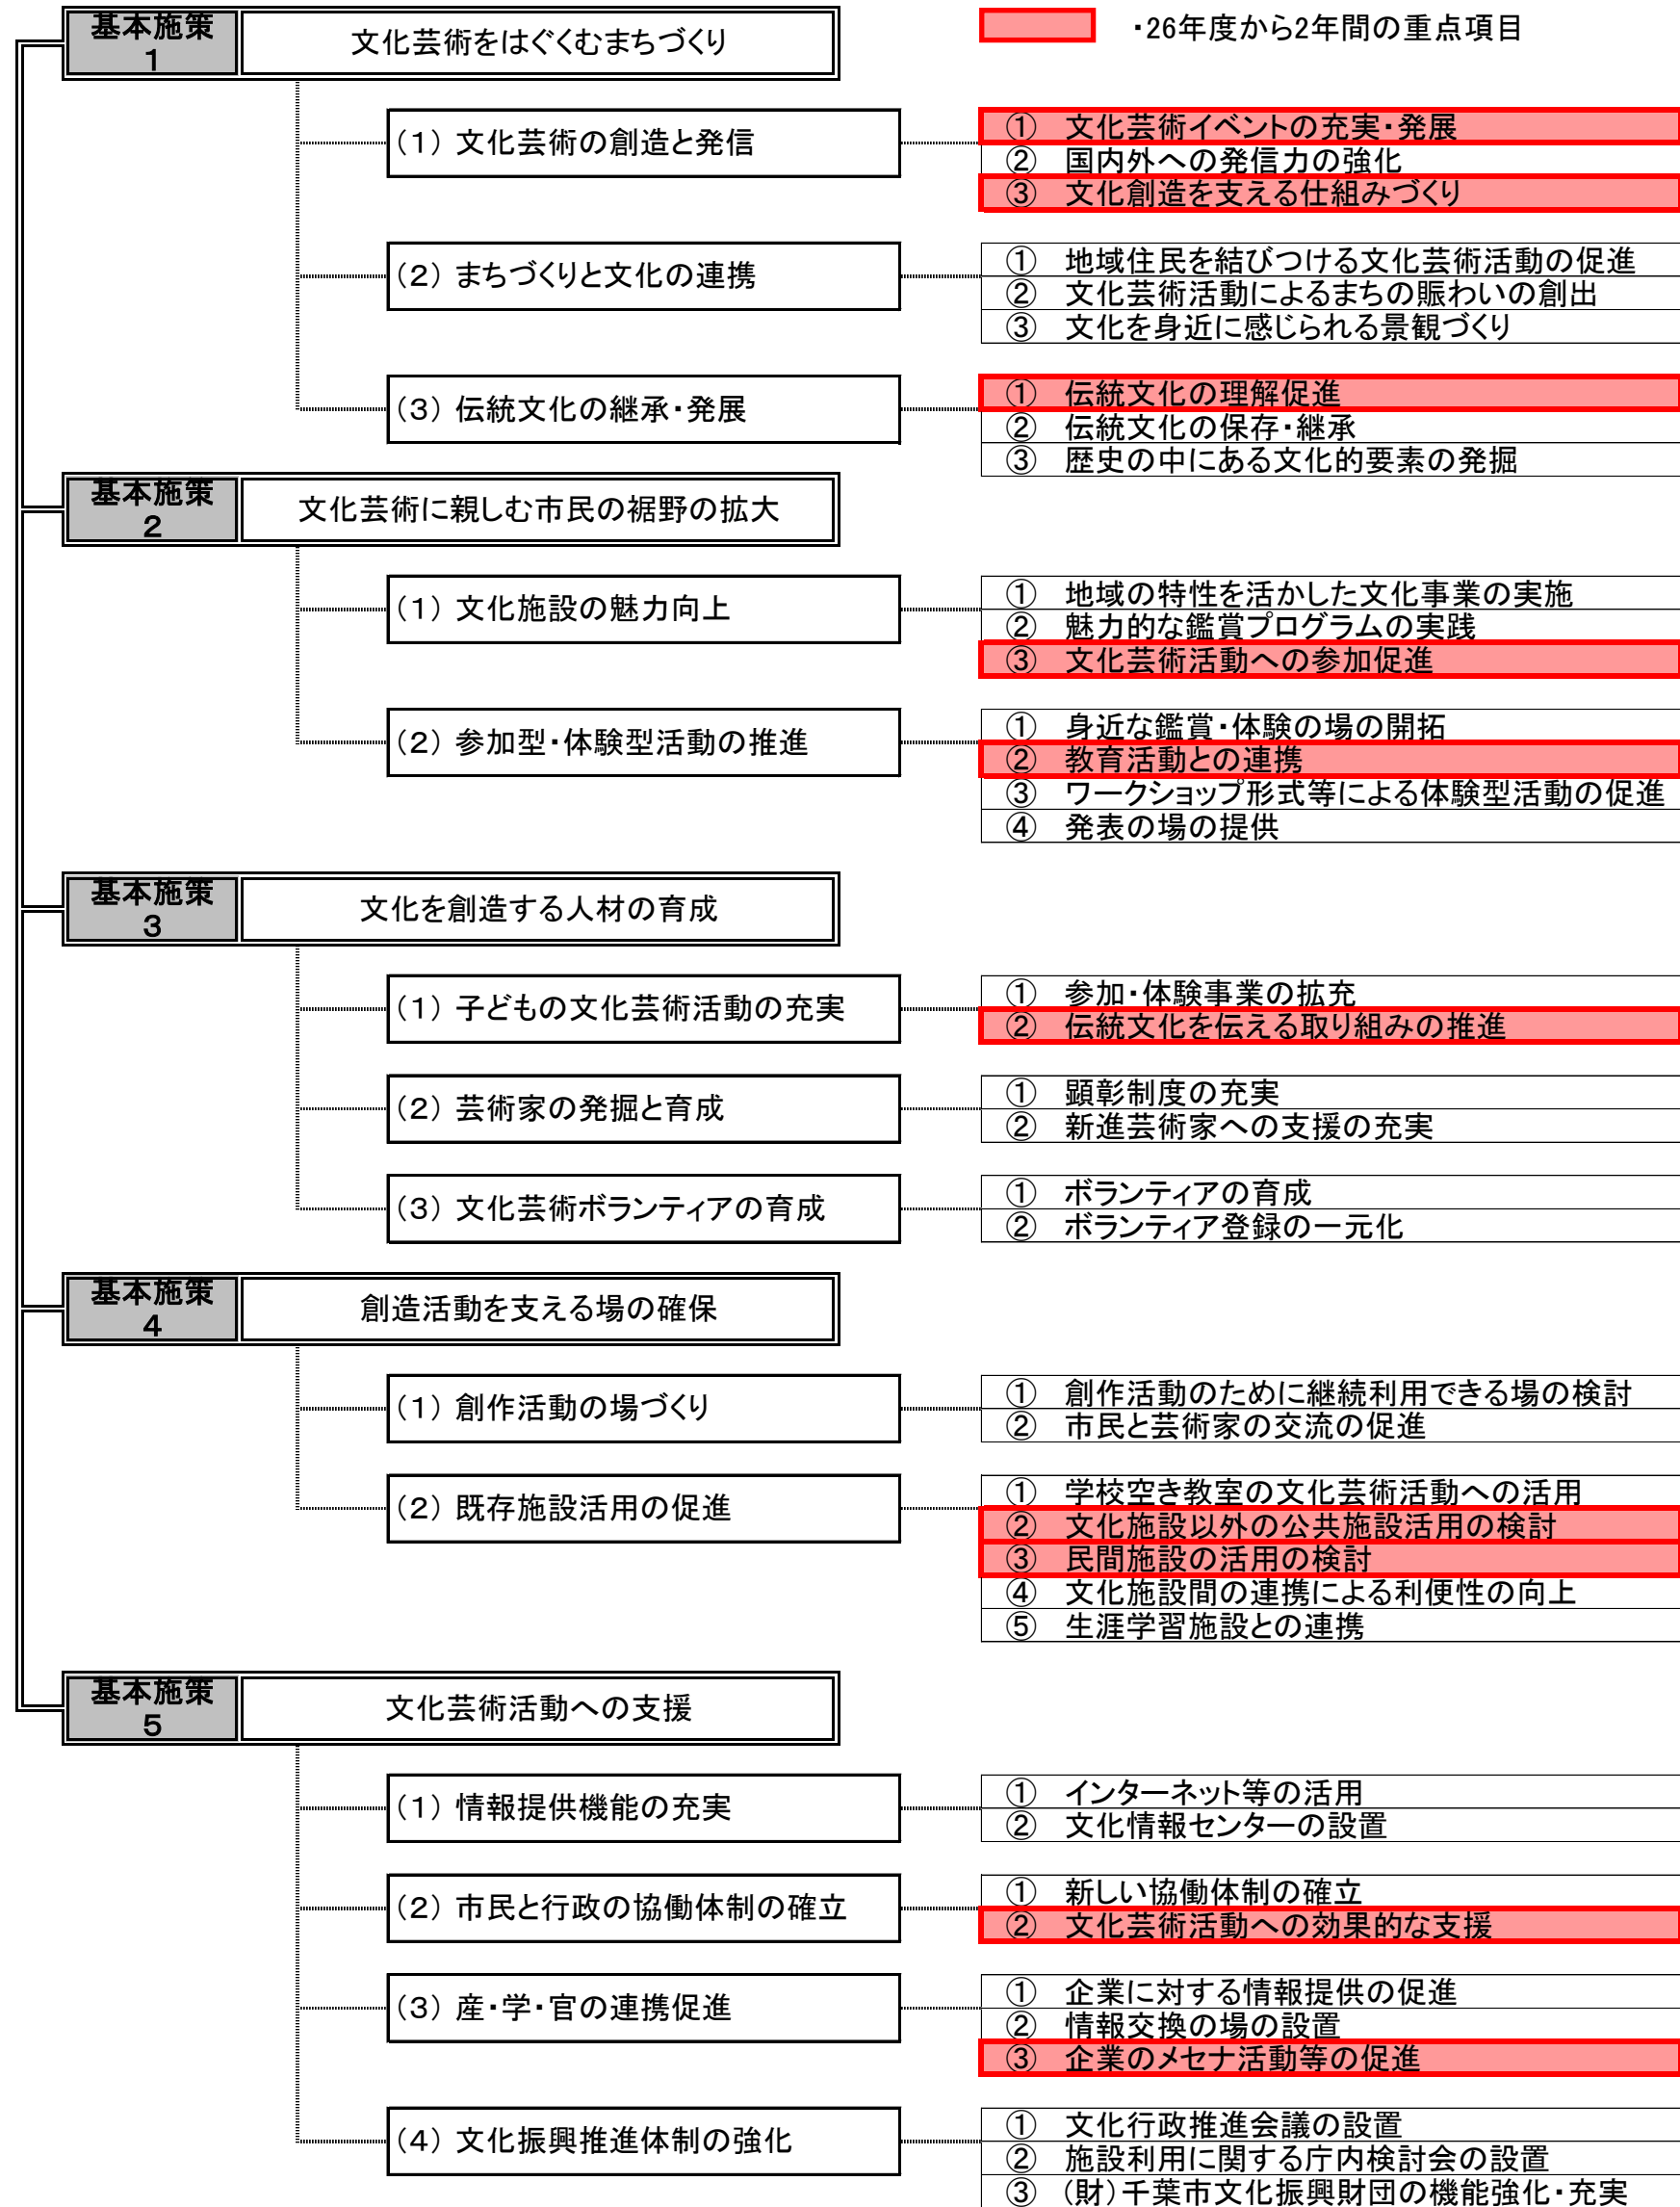 基本施策
1
文化芸術をはぐくむまちづくり
・26年度から2年間の重点項目
(1) 文化芸術の創造と発信
① 文化芸術イベントの充実・発展
② 国内外への発信力の強化
③ 文化創造を支える仕組みづくり
(2) まちづくりと文化の連携
① 地域住民を結びつける文化芸術活動の促進
② 文化芸術活動によるまちの賑わいの創出
③ 文化を身近に感じられる景観づくり
(3) 伝統文化の継承・発展
① 伝統文化の理解促進
② 伝統文化の保存・継承
③ 歴史の中にある文化的要素の発掘
基本施策
2
文化芸術に親しむ市民の裾野の拡大
(1) 文化施設の魅力向上
① 地域の特性を活かした文化事業の実施
② 魅力的な鑑賞プログラムの実践
③ 文化芸術活動への参加促進
(2) 参加型・体験型活動の推進
① 身近な鑑賞・体験の場の開拓
② 教育活動との連携
③ ワークショップ形式等による体験型活動の促進
④ 発表の場の提供
基本施策
3
文化を創造する人材の育成
(1) 子どもの文化芸術活動の充実
① 参加・体験事業の拡充
② 伝統文化を伝える取り組みの推進
(2) 芸術家の発掘と育成
① 顕彰制度の充実
② 新進芸術家への支援の充実
(3) 文化芸術ボランティアの育成
① ボランティアの育成
② ボランティア登録の一元化
基本施策
4
創造活動を支える場の確保
(1) 創作活動の場づくり
① 創作活動のために継続利用できる場の検討
② 市民と芸術家の交流の促進
(2) 既存施設活用の促進
① 学校空き教室の文化芸術活動への活用
② 文化施設以外の公共施設活用の検討
③ 民間施設の活用の検討
④ 文化施設間の連携による利便性の向上
⑤ 生涯学習施設との連携
基本施策
5
文化芸術活動への支援
(1) 情報提供機能の充実
① インターネット等の活用
② 文化情報センターの設置
(2) 市民と行政の協働体制の確立
① 新しい協働体制の確立
② 文化芸術活動への効果的な支援
(3) 産・学・官の連携促進
① 企業に対する情報提供の促進
② 情報交換の場の設置
③ 企業のメセナ活動等の促進
(4) 文化振興推進体制の強化
① 文化行政推進会議の設置
② 施設利用に関する庁内検討会の設置
③ (財)千葉市文化振興財団の機能強化・充実